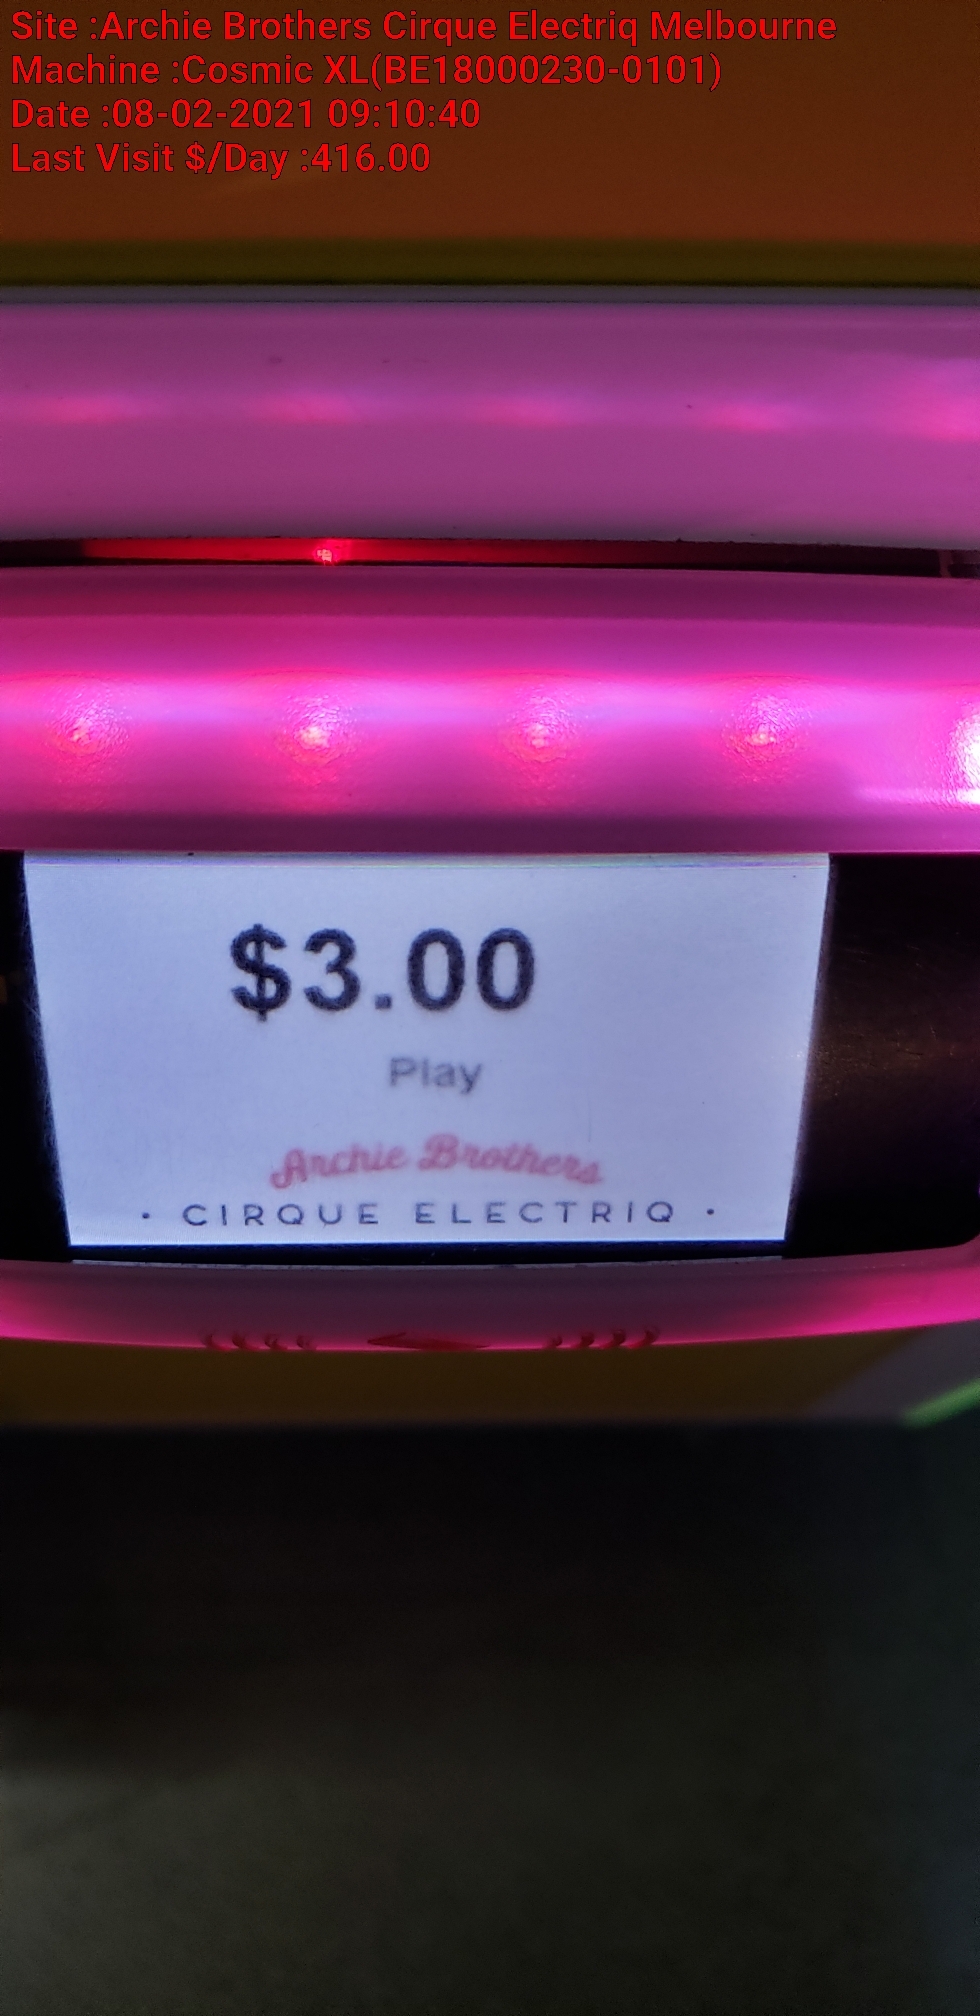 Site :Archie Brothers Cirque Electriq Melbourne
Machine :Cosmic XL(BE18000230-0101)
Date :08-02-2021 09:10:40
Last Visit $/Day :416.00
$3.00
Play
Archie Brothers
· CIRQUE ELECTRIQ ·